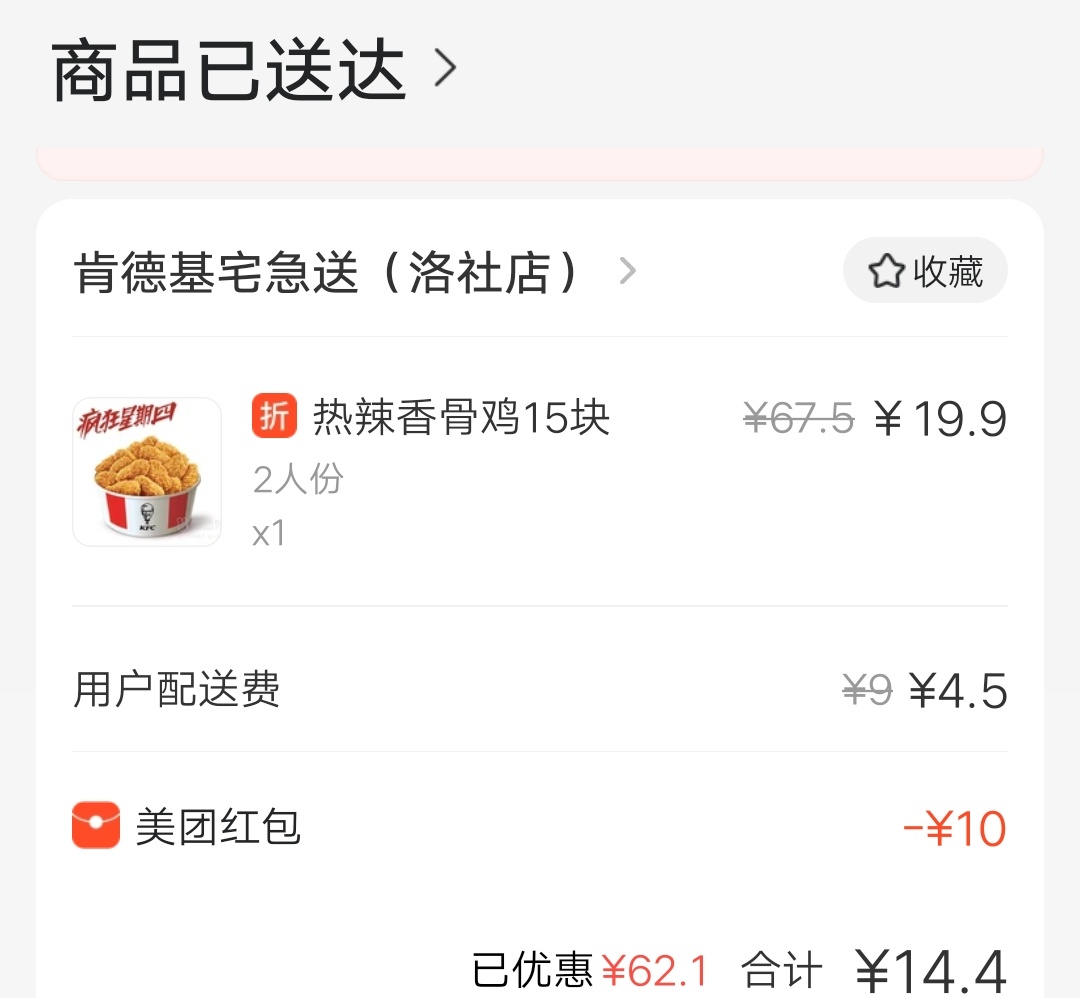 商品已送达
肯德基宅急送（洛社店）
收藏
疯狂星期四
KFC
折 热辣香骨鸡15块 ¥67.5 ¥19.9
2人份
x1
用户配送费 ¥9 ¥4.5
美团红包 -¥10
已优惠¥62.1 合计 ¥14.4